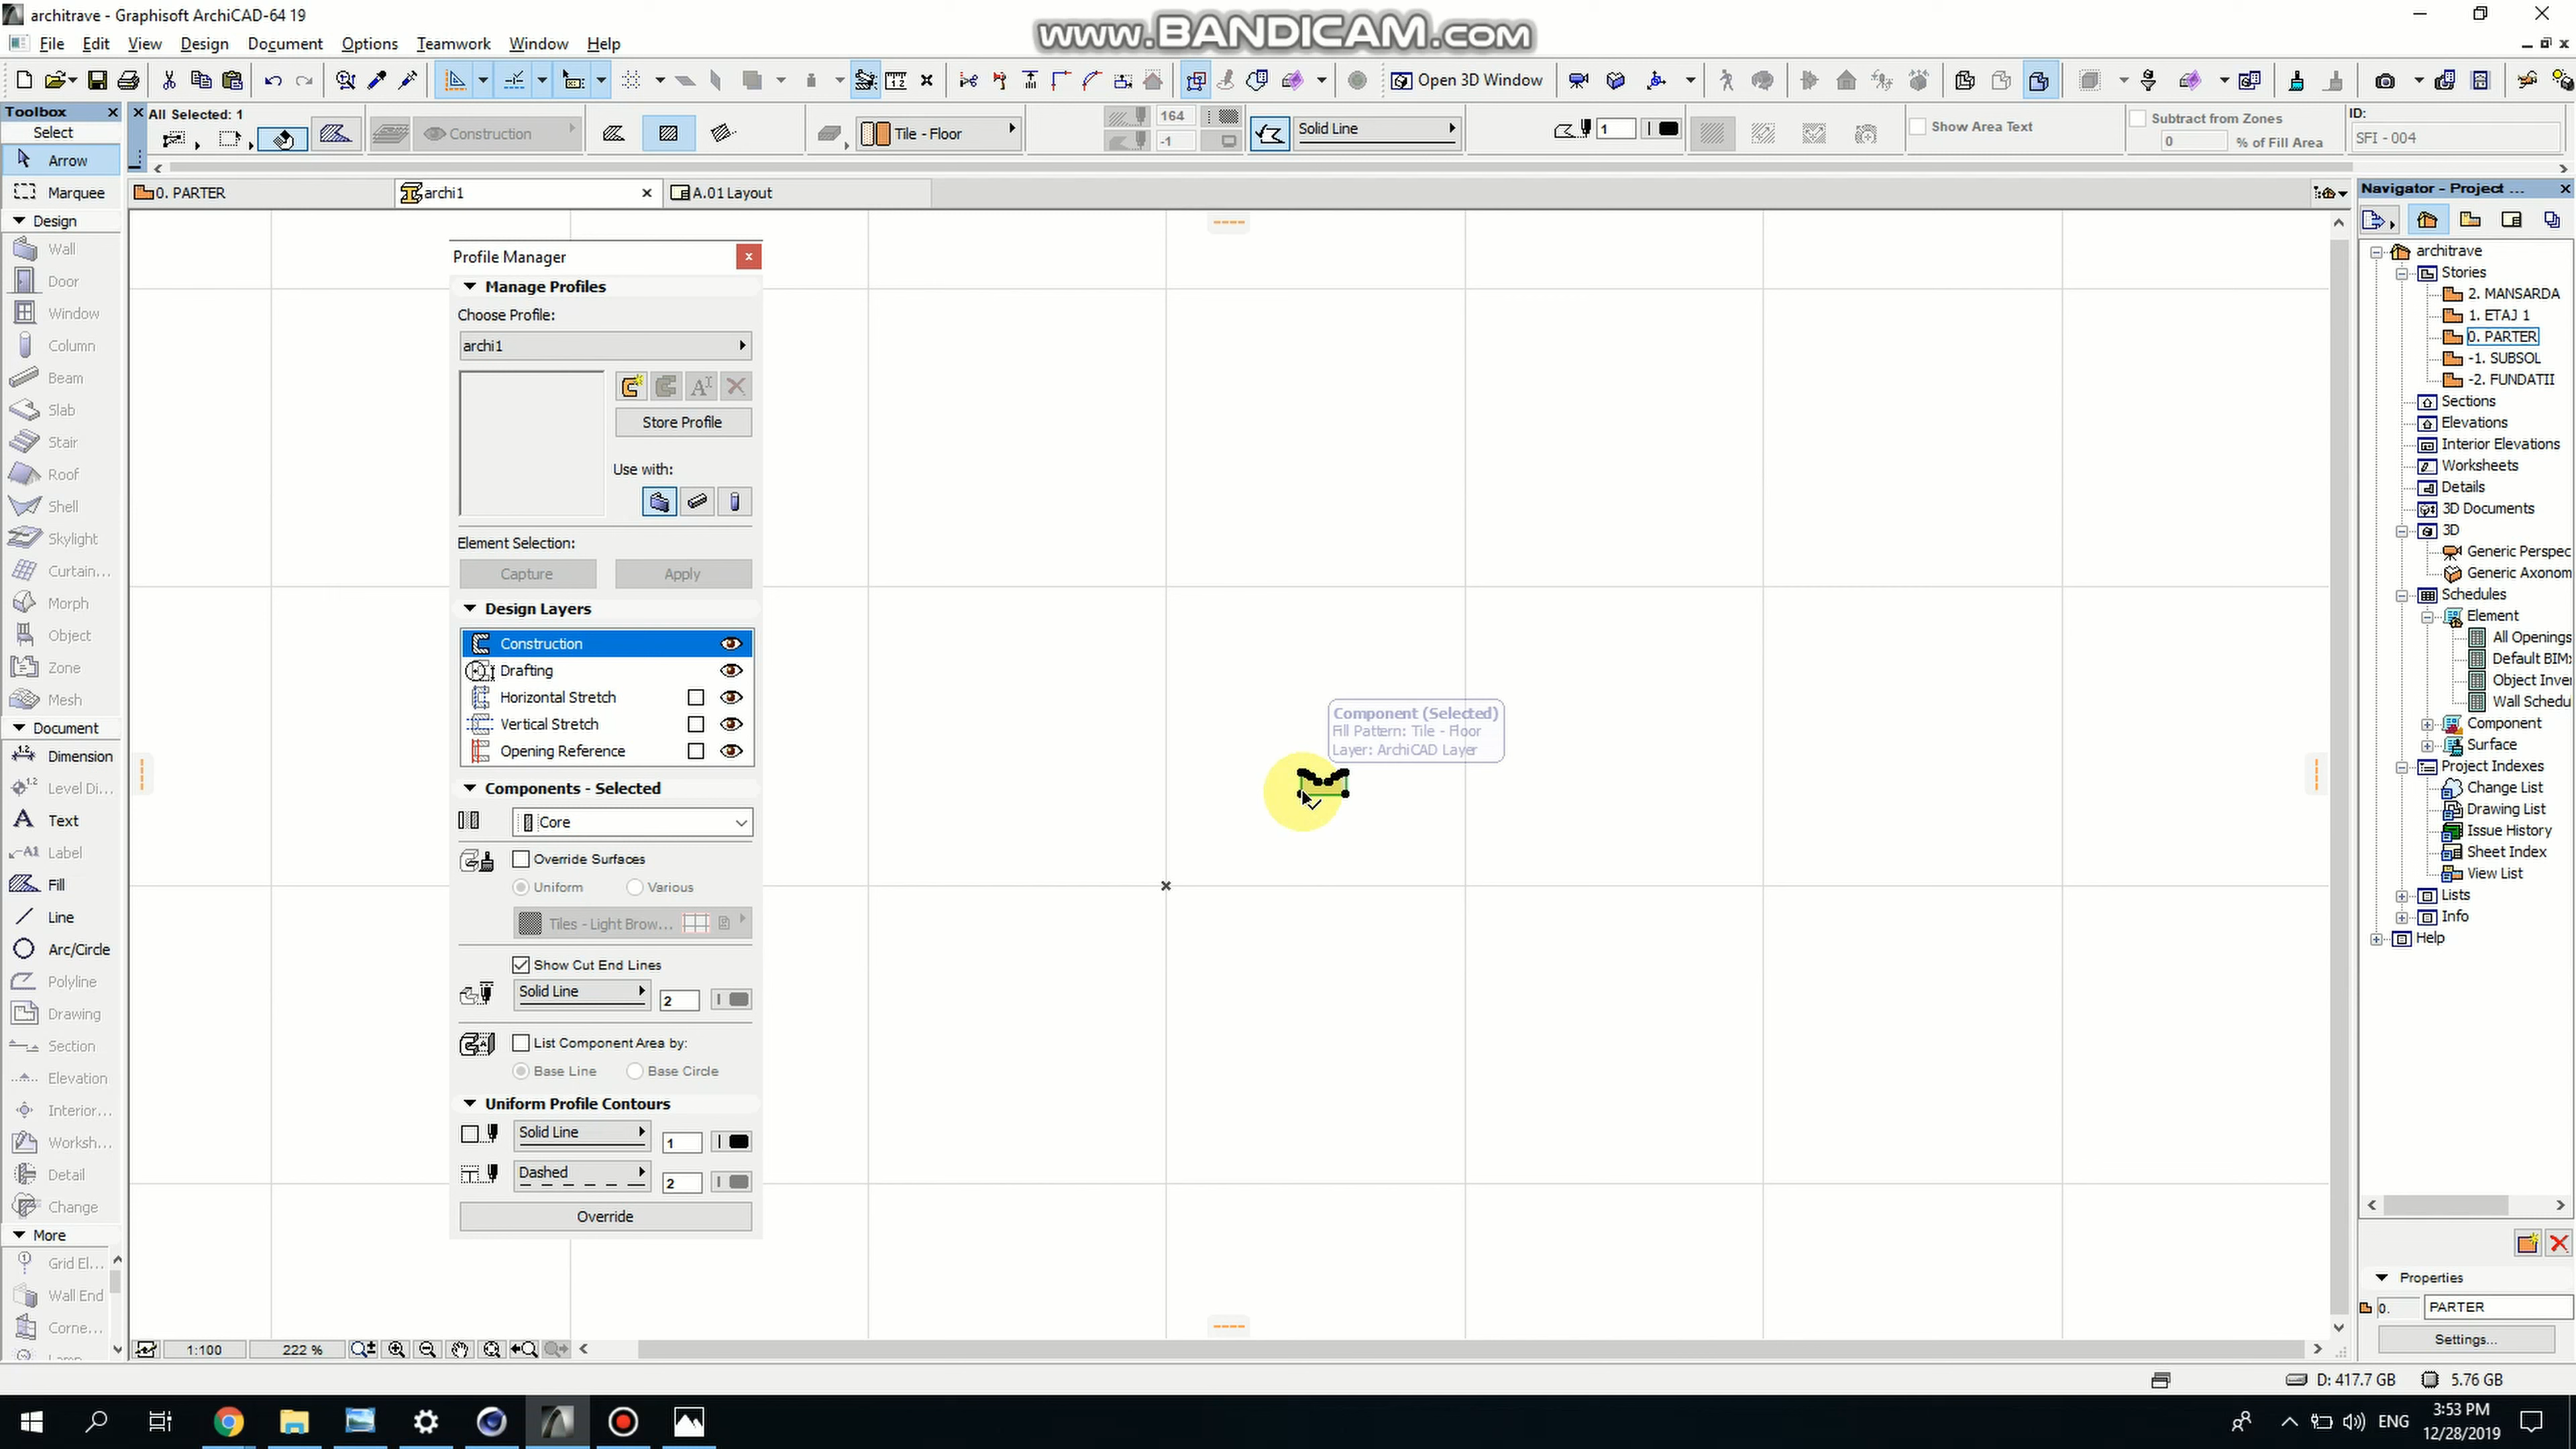 architrave - Graphisoft ArchiCAD-64 19
www.BANDICAM.com
File Edit View Design Document Options Teamwork Window Help
Open 3D Window
Toolbox
Select
Arrow
Marquee
Design
Wall
Door
Window
Column
Beam
Slab
Stair
Roof
Shell
Skylight
Curtain...
Morph
Object
Zone
Mesh
Document
Dimension
Level Di...
Text
Label
Fill
Line
Arc/Circle
Polyline
Drawing
Section
Elevation
Interior...
Worksh...
Detail
Change
More
Grid El...
Wall End
Corne...
All Selected: 1
Construction
Tile - Floor
164
-1
Solid Line
1
Show Area Text
Subtract from Zones
0 % of Fill Area
ID:
SFI - 004
0. PARTER
archi1
A.01 Layout
Profile Manager
Manage Profiles
Choose Profile:
archi1
Store Profile
Use with:
Element Selection:
Capture Apply
Design Layers
Construction
Drafting
Horizontal Stretch
Vertical Stretch
Opening Reference
Components - Selected
Core
Override Surfaces
Uniform Various
Tiles - Light Brow...
Show Cut End Lines
Solid Line 2
List Component Area by:
Base Line Base Circle
Uniform Profile Contours
Solid Line 1
Dashed 2
Override
Component (Selected)
Fill Pattern: Tile - Floor
Layer: ArchiCAD Layer
Navigator - Project ...
architrave
Stories
2. MANSARDA
1. ETAJ 1
0. PARTER
-1. SUBSOL
-2. FUNDATII
Sections
Elevations
Interior Elevations
Worksheets
Details
3D Documents
3D
Generic Perspec
Generic Axonom
Schedules
Element
All Openings
Default BIM
Object Inver
Wall Schedu
Component
Surface
Project Indexes
Change List
Drawing List
Issue History
Sheet Index
View List
Lists
Info
Help
Properties
0. PARTER
Settings...
1:100 222 %
D: 417.7 GB 5.76 GB
ENG
3:53 PM
12/28/2019